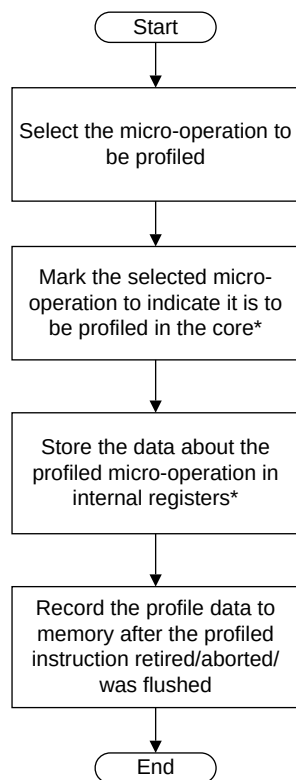 Start
Select the micro-operation to
be profiled
Mark the selected micro-
operation to indicate it is to
be profiled in the core*
Store the data about the
profiled micro-operation in
internal registers*
Record the profile data to
memory after the profiled
instruction retired/aborted/
was flushed
End